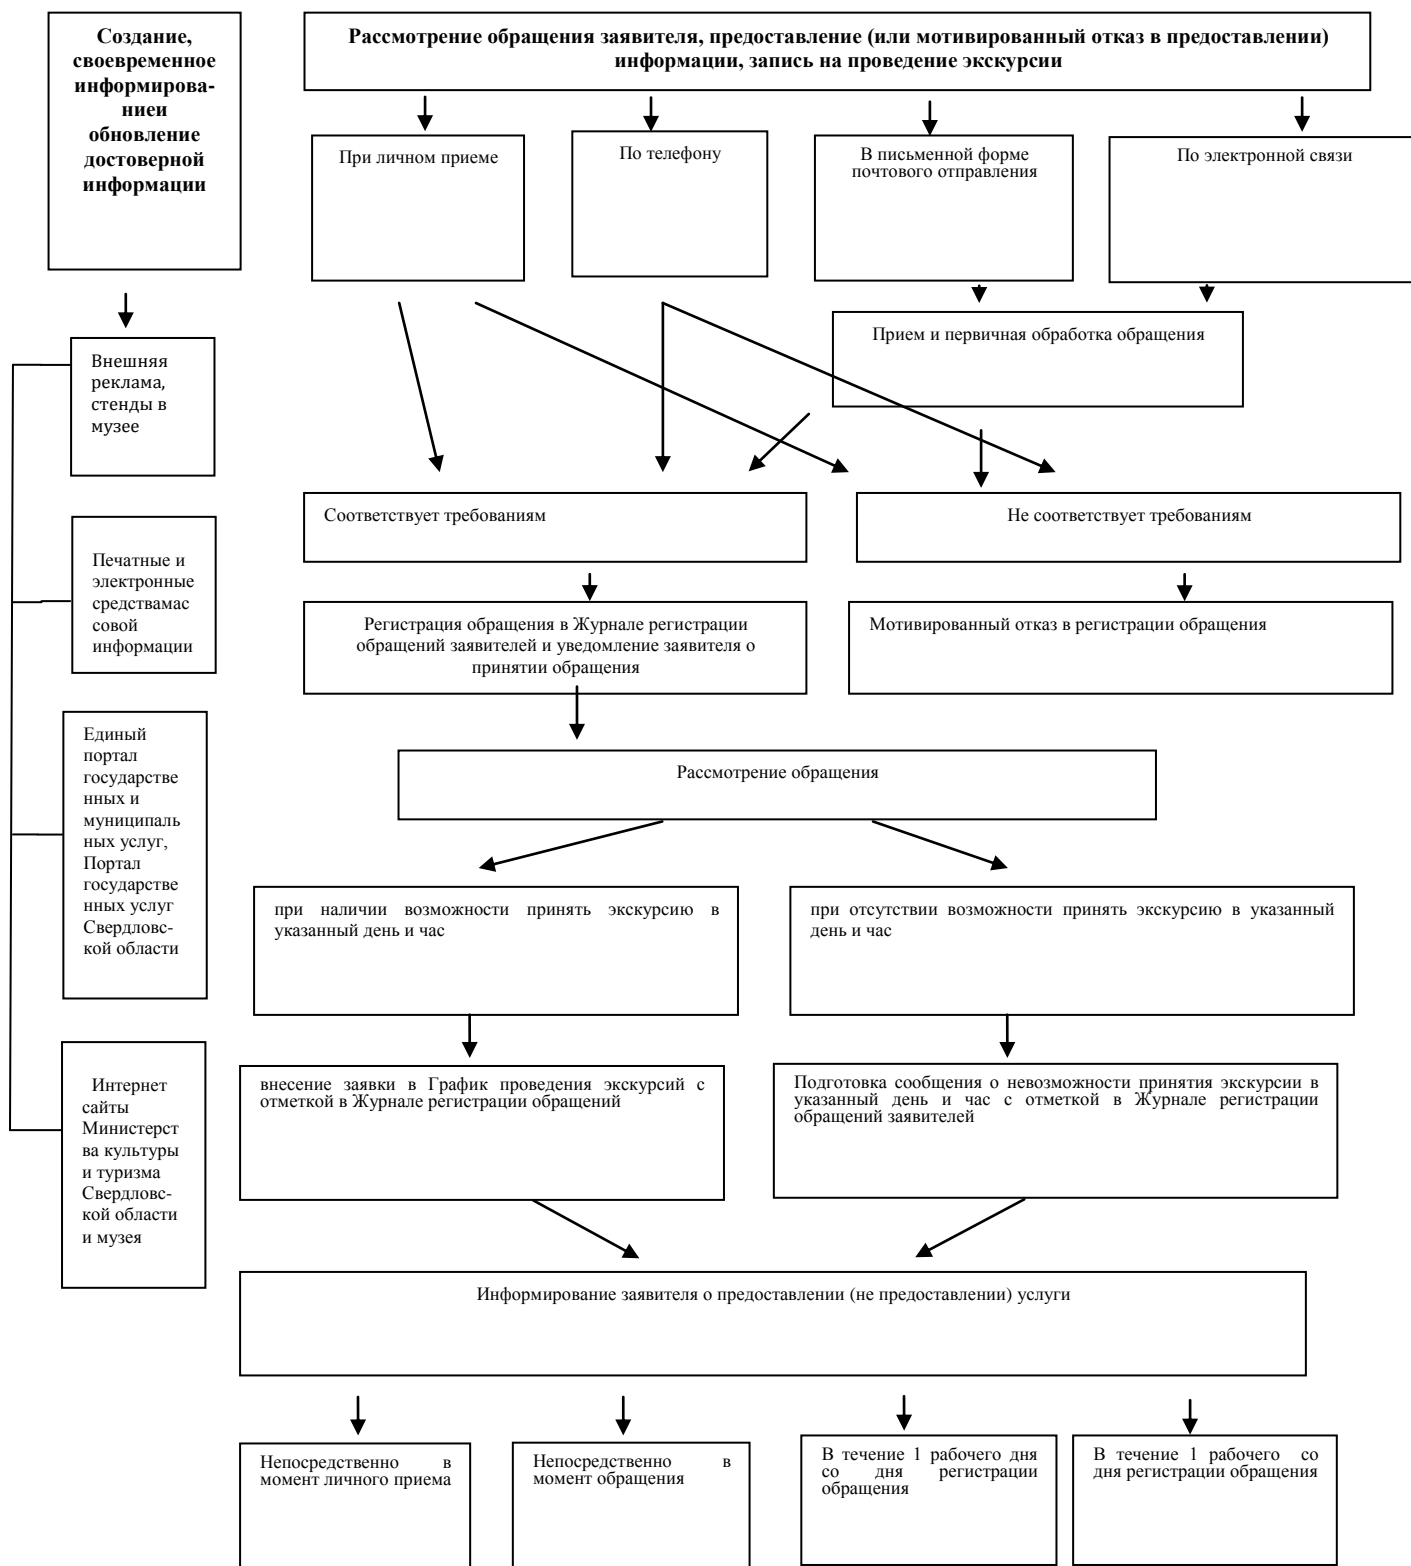 Создание,
своевременное
информирова-
ниеи
обновление
достоверной
информации
Рассмотрение обращения заявителя, предоставление (или мотивированный отказ в предоставлении)
информации, запись на проведение экскурсии
При личном приеме
По телефону
В письменной форме
почтового отправления
По электронной связи
Прием и первичная обработка обращения
Внешняя
реклама,
стенды в
музее
Соответствует требованиям
Не соответствует требованиям
Печатные и
электронные
средствамас
совой
информации
Регистрация обращения в Журнале регистрации
обращений заявителей и уведомление заявителя о
принятии обращения
Мотивированный отказ в регистрации обращения
Единый
портал
государстве
нных и
муниципаль
ных услуг,
Портал
государстве
нных услуг
Свердловс-
кой области
Рассмотрение обращения
при наличии возможности принять экскурсию в
указанный день и час
при отсутствии возможности принять экскурсию в указанный
день и час
Интернет
сайты
Министерст
ва культуры
и туризма
Свердловс-
кой области
и музея
внесение заявки в График проведения экскурсий с
отметкой в Журнале регистрации обращений
Подготовка сообщения о невозможности принятия экскурсии в
указанный день и час с отметкой в Журнале регистрации
обращений заявителей
Информирование заявителя о предоставлении (не предоставлении) услуги
Непосредственно в
момент личного приема
Непосредственно в
момент обращения
В течение 1 рабочего дня
со дня регистрации
обращения
В течение 1 рабочего со
дня регистрации обращения